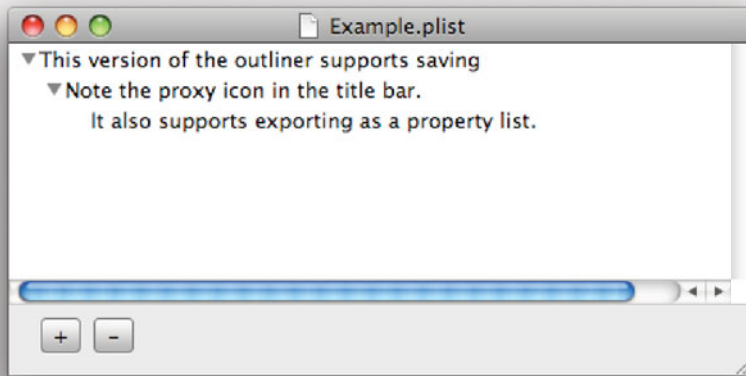 Example.plist
This version of the outliner supports saving
Note the proxy icon in the title bar.
It also supports exporting as a property list.
+ -